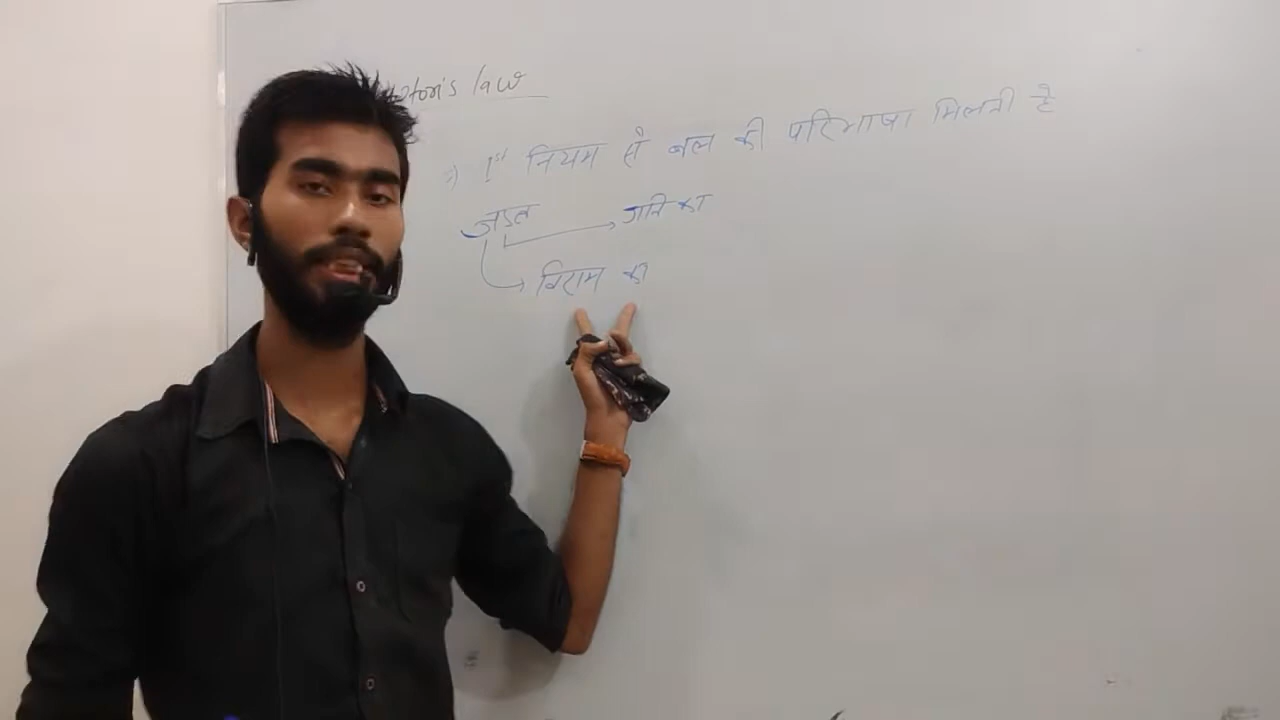 law
⇒ 1st नियम से बल की परिभाषा मिलती है
जड़त्व → गति का
→ विराम का